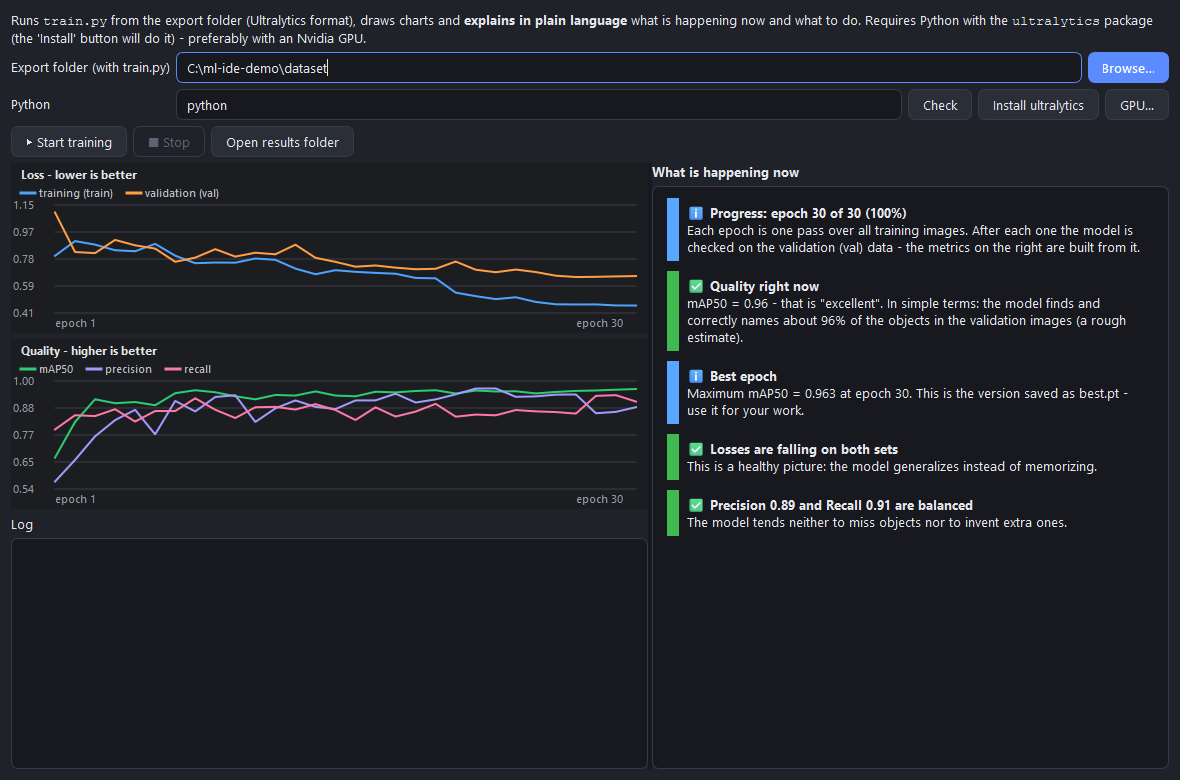 Runs train.py from the export folder (Ultralytics format), draws charts and explains in plain language what is happening now and what to do. Requires Python with the ultralytics package
(the 'Install' button will do it) - preferably with an Nvidia GPU.
Export folder (with train.py)
C:\ml-ide-demo\dataset
Browse...
Python
python
Check
Install ultralytics
GPU...
Start training
Stop
Open results folder
Loss - lower is better
training (train)
validation (val)
1.15
0.97
0.78
0.59
0.41
epoch 1
epoch 30
Quality - higher is better
mAP50
precision
recall
1.00
0.88
0.77
0.65
0.54
epoch 1
epoch 30
Log
What is happening now
Progress: epoch 30 of 30 (100%)
Each epoch is one pass over all training images. After each one the model is
checked on the validation (val) data - the metrics on the right are built from it.
Quality right now
mAP50 = 0.96 - that is "excellent". In simple terms: the model finds and
correctly names about 96% of the objects in the validation images (a rough
estimate).
Best epoch
Maximum mAP50 = 0.963 at epoch 30. This is the version saved as best.pt -
use it for your work.
Losses are falling on both sets
This is a healthy picture: the model generalizes instead of memorizing.
Precision 0.89 and Recall 0.91 are balanced
The model tends neither to miss objects nor to invent extra ones.